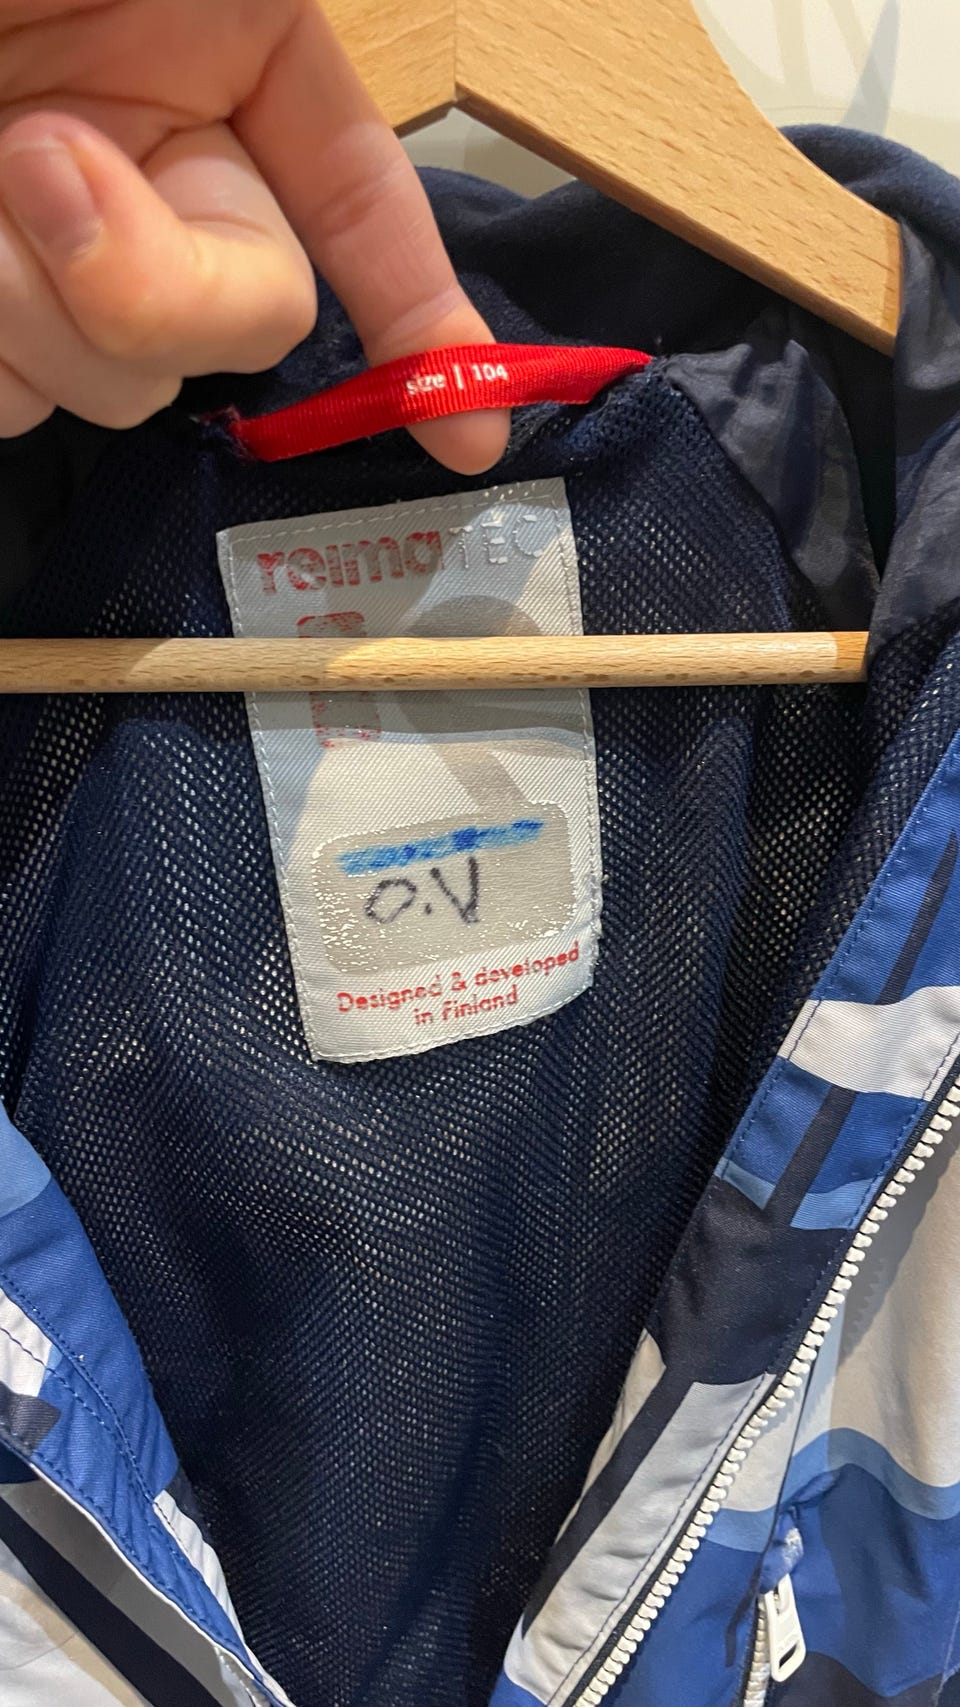 size | 104
reimaTEC
O.V
Designed & developed
in Finland